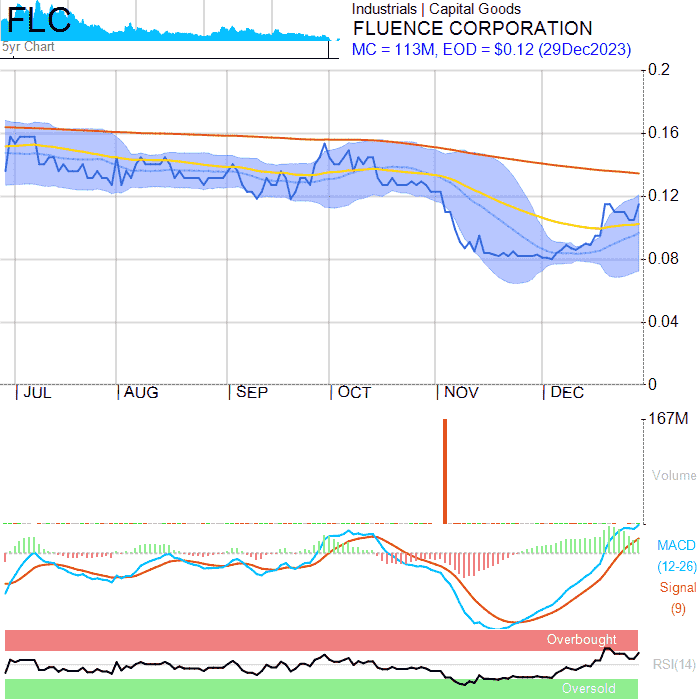 FLC
5yr Chart
Industrials | Capital Goods
FLUENCE CORPORATION
MC = 113M, EOD = $0.12 (29Dec2023)
0.2
0.16
0.12
0.08
0.04
0
JUL AUG SEP OCT NOV DEC
167M
Volume
MACD
(12-26)
Signal
(9)
Overbought
RSI(14)
Oversold